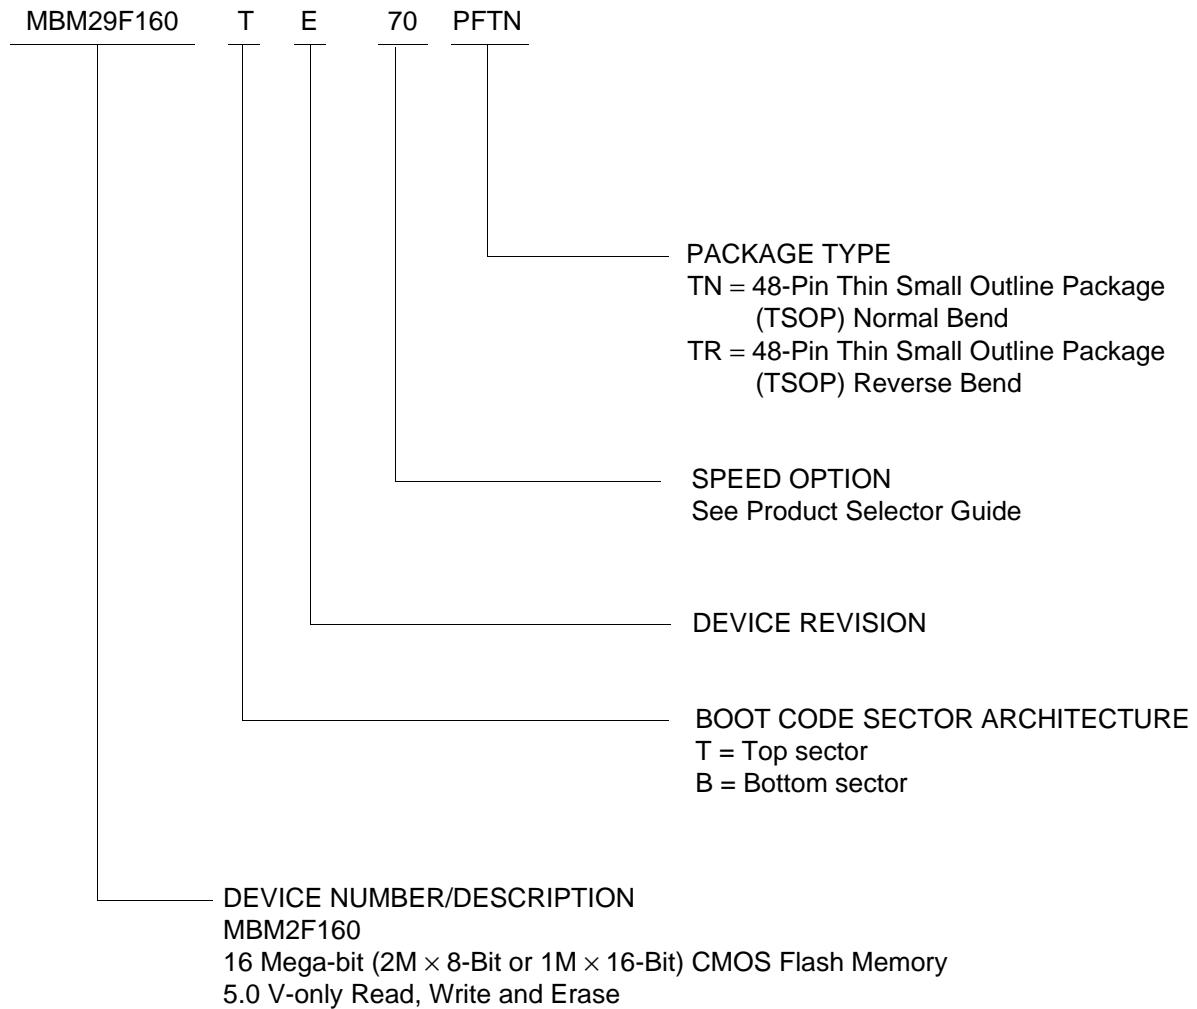 MBM29F160 T E 70 PFTN
PACKAGE TYPE
TN = 48-Pin Thin Small Outline Package
(TSOP) Normal Bend
TR = 48-Pin Thin Small Outline Package
(TSOP) Reverse Bend
SPEED OPTION
See Product Selector Guide
DEVICE REVISION
BOOT CODE SECTOR ARCHITECTURE
T = Top sector
B = Bottom sector
DEVICE NUMBER/DESCRIPTION
MBM2F160
16 Mega-bit (2M × 8-Bit or 1M × 16-Bit) CMOS Flash Memory
5.0 V-only Read, Write and Erase